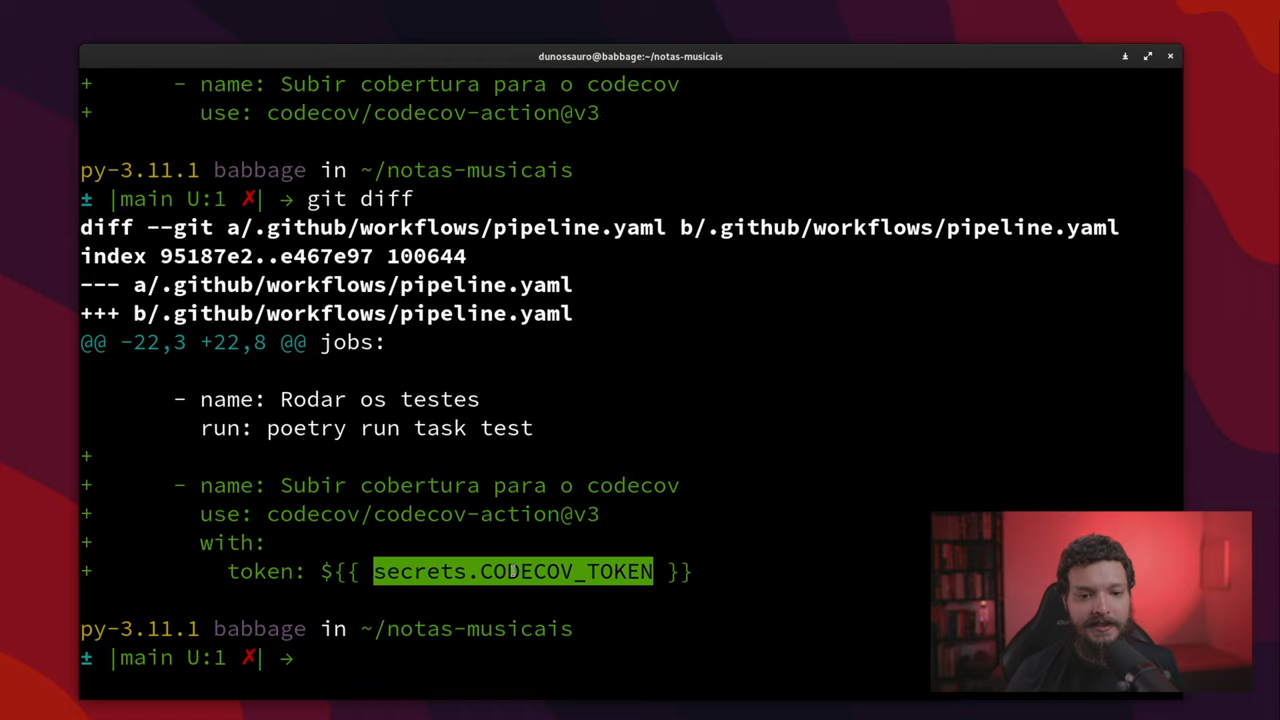 dunossauro@babbage:~/notas-musicais
+ - name: Subir cobertura para o codecov
+ use: codecov/codecov-action@v3
py-3.11.1 babbage in ~/notas-musicais
± |main U:1 ✗| → git diff
diff --git a/.github/workflows/pipeline.yaml b/.github/workflows/pipeline.yaml
index 95187e2..e467e97 100644
--- a/.github/workflows/pipeline.yaml
+++ b/.github/workflows/pipeline.yaml
@@ -22,3 +22,8 @@ jobs:
- name: Rodar os testes
run: poetry run task test
+
+ - name: Subir cobertura para o codecov
+ use: codecov/codecov-action@v3
+ with:
+ token: ${{ secrets.CODECOV_TOKEN }}
py-3.11.1 babbage in ~/notas-musicais
± |main U:1 ✗| →